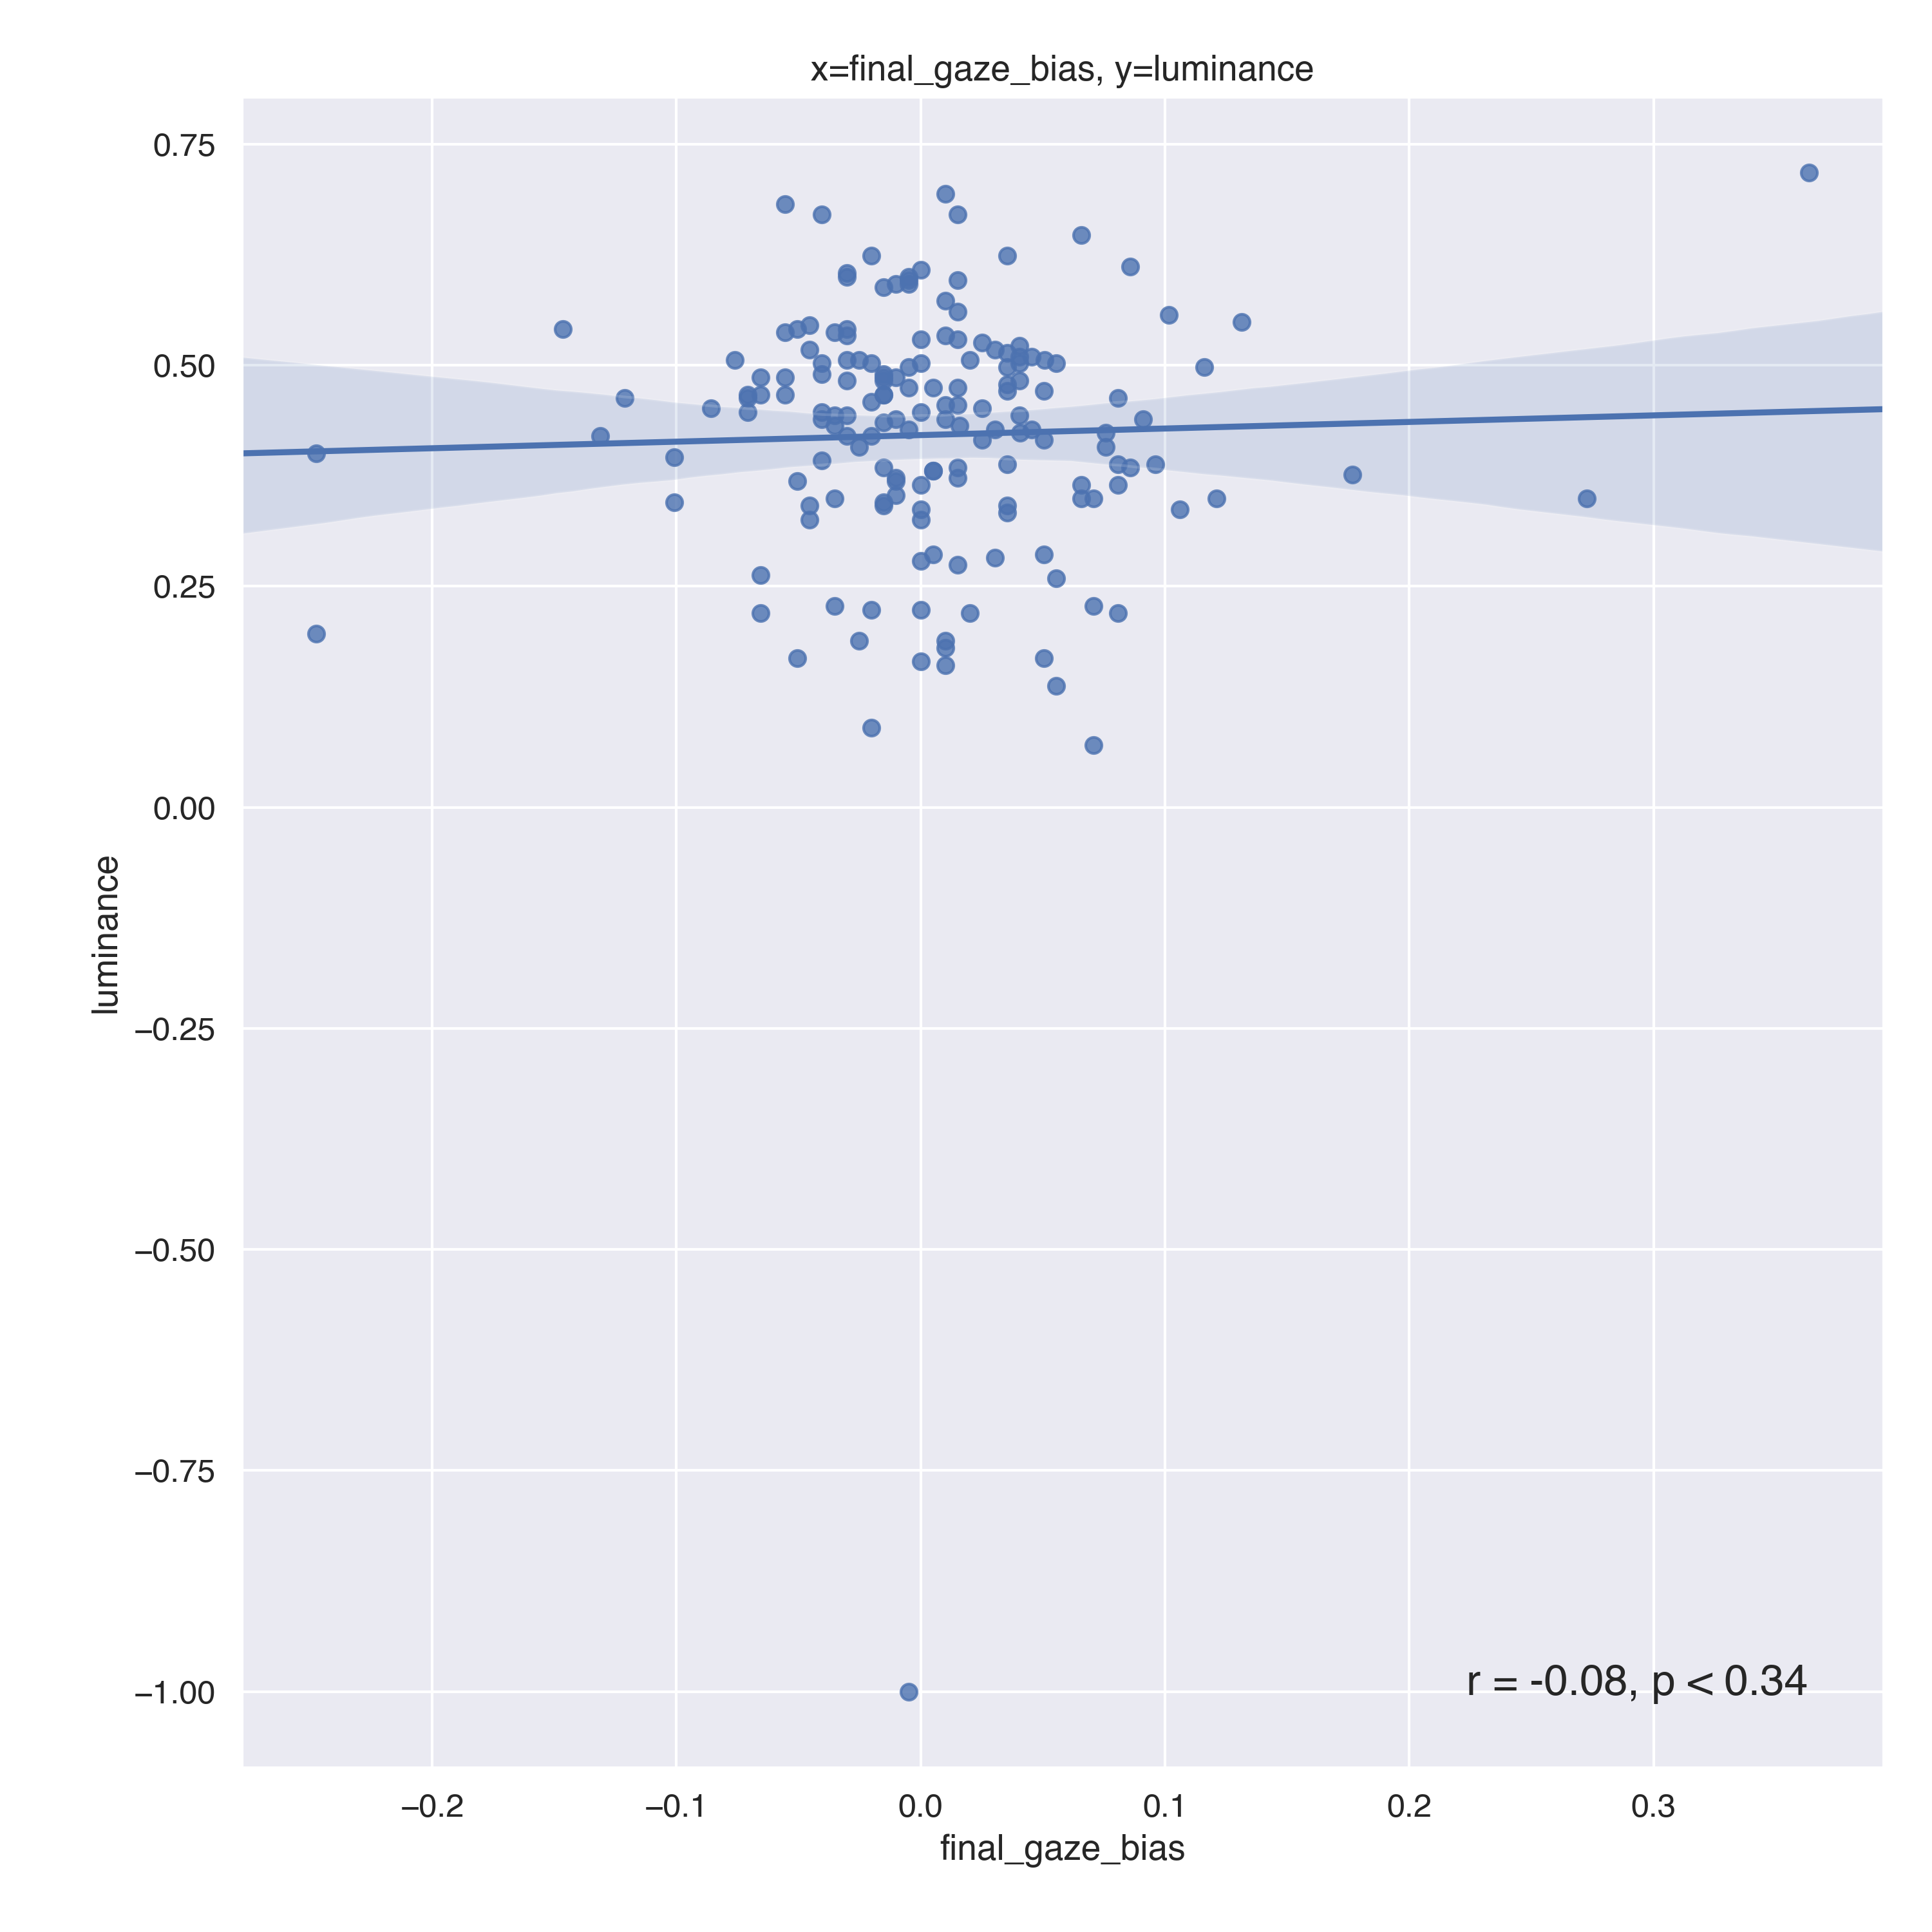 x=final_gaze_bias, y=luminance
0.75
0.50
0.25
0.00
−0.25
−0.50
−0.75
−1.00
luminance
r = -0.08, p < 0.34
−0.2 −0.1 0.0 0.1 0.2 0.3
final_gaze_bias